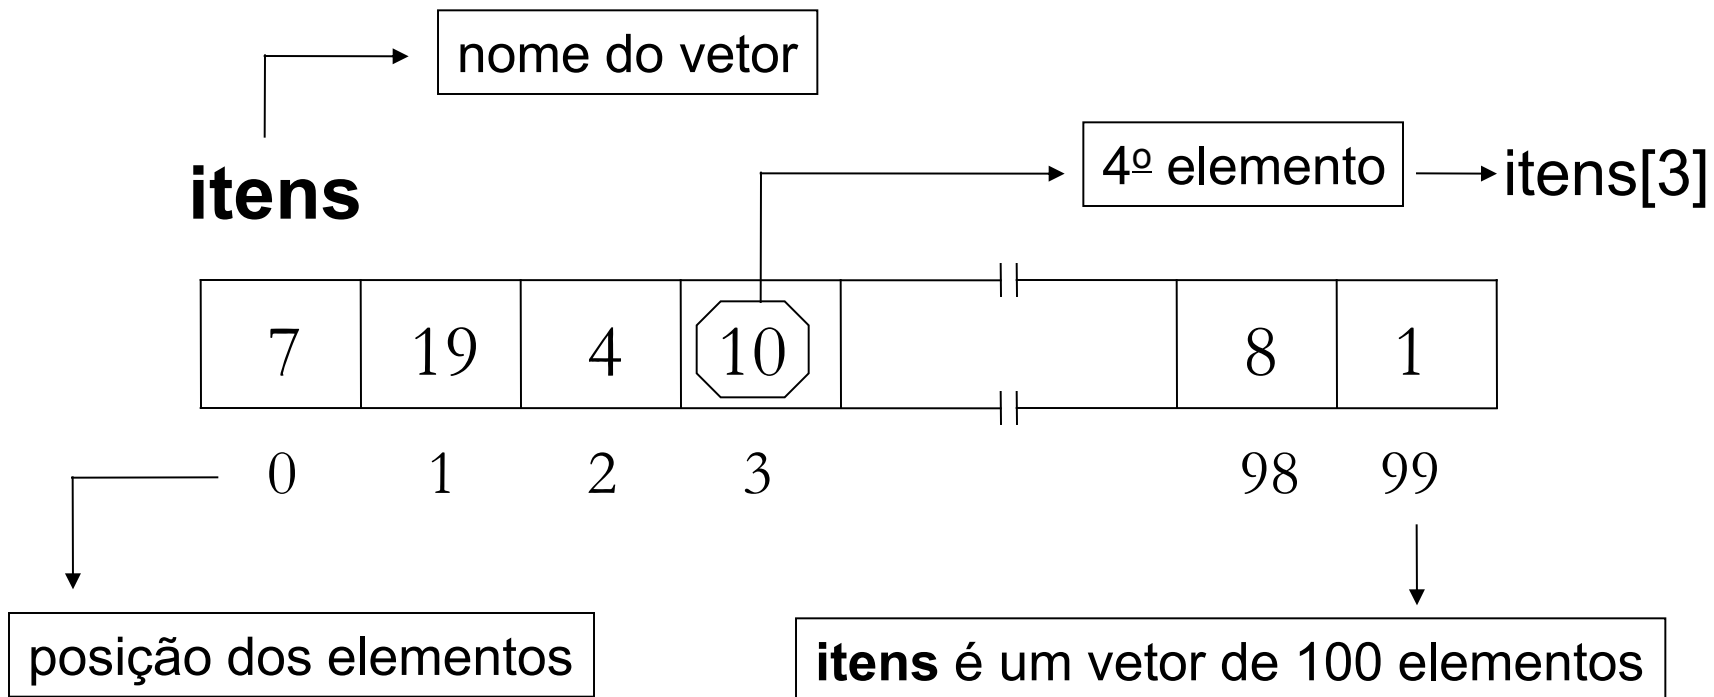 nome do vetor
4º elemento
itens[3]
itens
7 19 4 10 8 1
0 1 2 3 98 99
posição dos elementos
itens é um vetor de 100 elementos